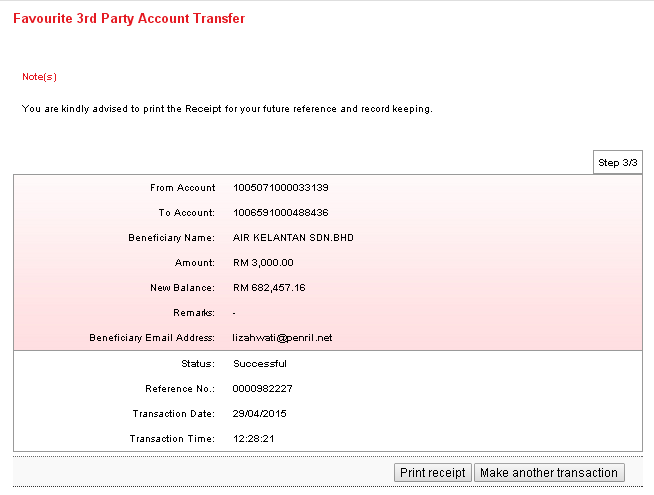 Favourite 3rd Party Account Transfer
Note(s)
You are kindly advised to print the Receipt for your future reference and record keeping.
Step 3/3
From Account 1005071000033139
To Account: 1006591000488436
Beneficiary Name: AIR KELANTAN SDN.BHD
Amount: RM 3,000.00
New Balance: RM 682,457.16
Remarks: -
Beneficiary Email Address: lizahwati@penril.net
Status: Successful
Reference No.: 0000982227
Transaction Date: 29/04/2015
Transaction Time: 12:28:21
Print receipt Make another transaction